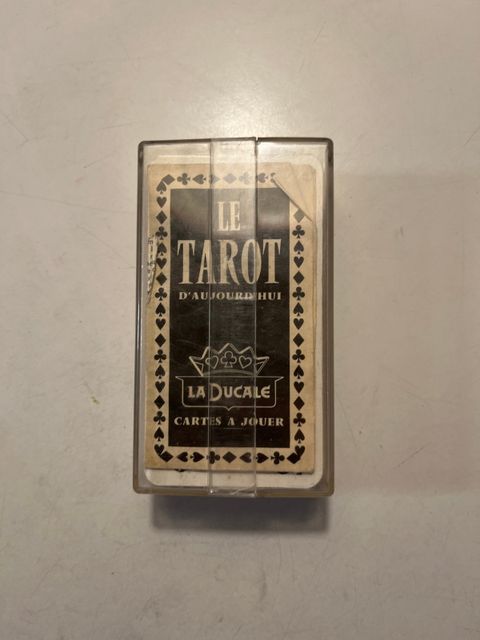 LE
TAROT
D'AUJOURD'HUI
LA DUCALE
CARTES A JOUER